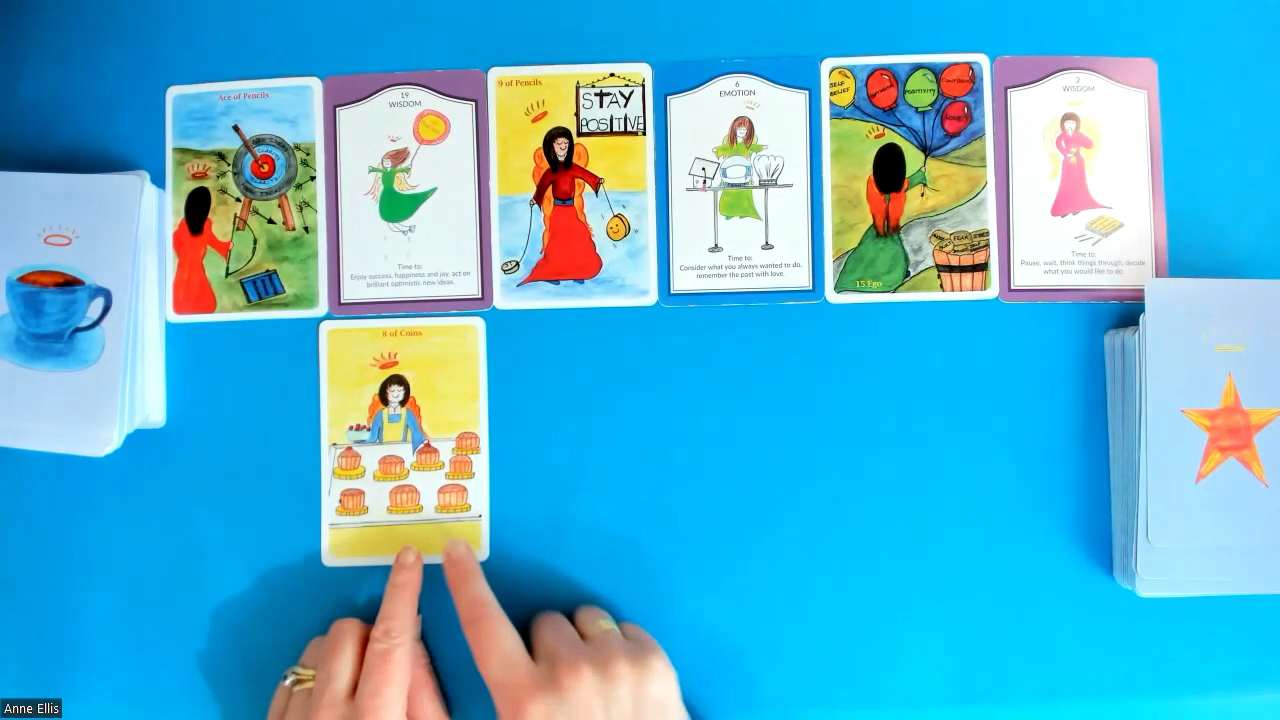 Ace of Pencils
19
WISDOM
Time to:
Enjoy success, happiness and joy, act on
brilliant optimistic new ideas.
9 of Pencils
STAY
POSITIVE
6
EMOTION
Time to:
Consider what you always wanted to do,
remember the past with love.
SELF
BELIEF
POSITIVITY
LOVE
FEAR
15 Ego
2
WISDOM
Time to:
Pause, wait, think things through, decide
what you would like to do.
8 of Coins
Anne Ellis